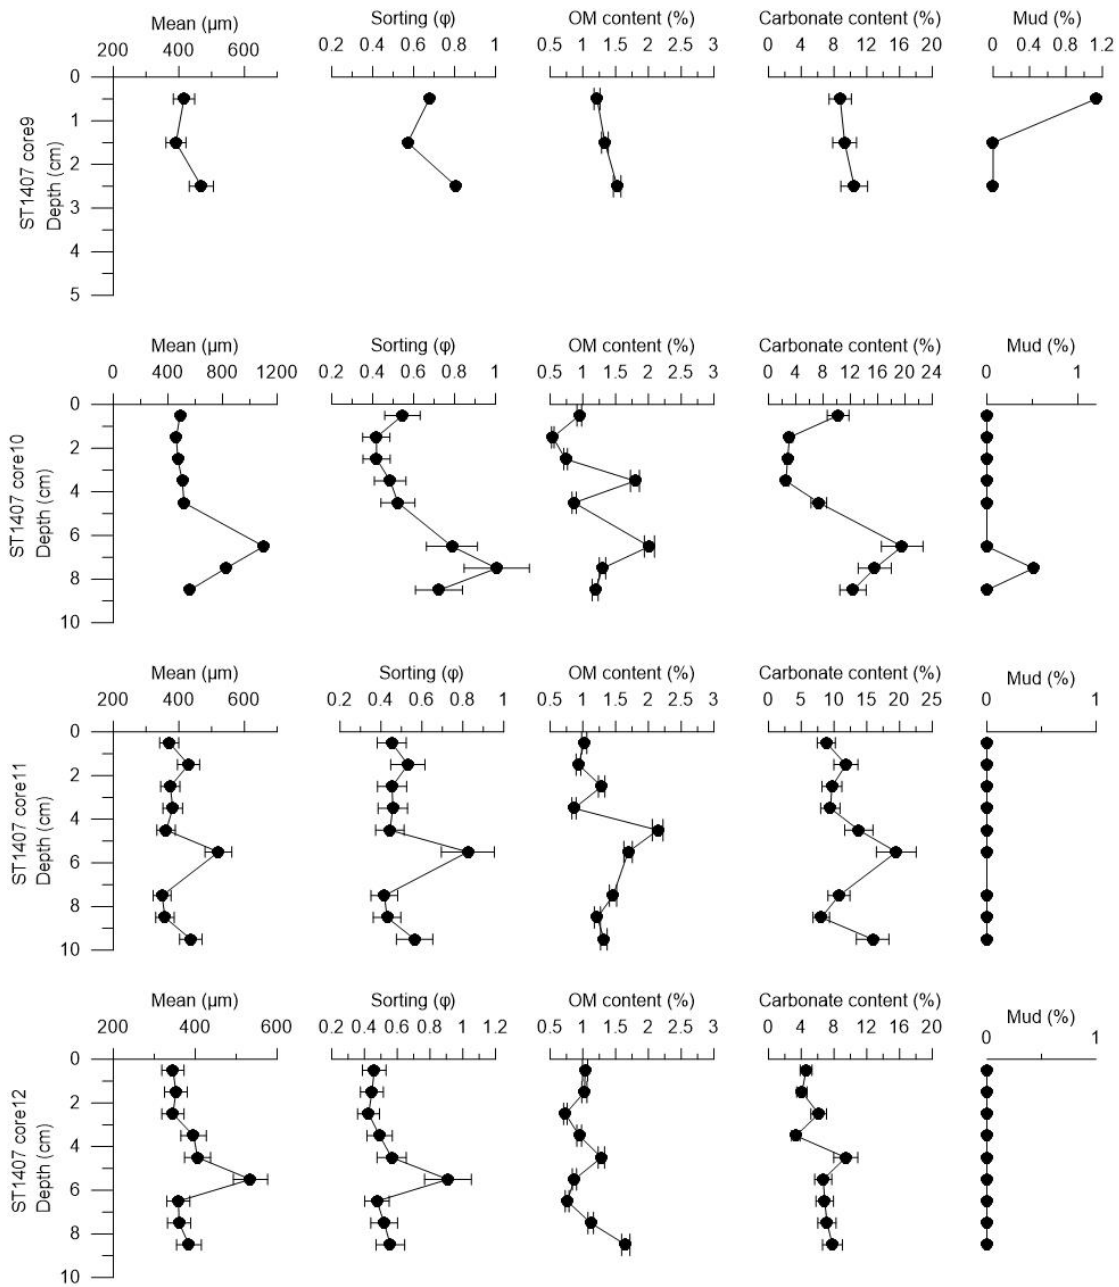 Mean (µm) Sorting (φ) OM content (%) Carbonate content (%) Mud (%)
200 400 600 0.2 0.4 0.6 0.8 1 0.5 1 1.5 2 2.5 3 0 4 8 12 16 20 0 0.4 0.8 1.2
0
1
2
3
4
5
ST1407 core9
Depth (cm)
Mean (µm) Sorting (φ) OM content (%) Carbonate content (%) Mud (%)
0 400 800 1200 0.2 0.4 0.6 0.8 1 0.5 1 1.5 2 2.5 3 0 4 8 12 16 20 24 0 1
0
2
4
6
8
10
ST1407 core10
Depth (cm)
Mean (µm) Sorting (φ) OM content (%) Carbonate content (%) Mud (%)
200 400 600 0.2 0.4 0.6 0.8 1 0.5 1 1.5 2 2.5 3 0 5 10 15 20 25 0 1
0
2
4
6
8
10
ST1407 core11
Depth (cm)
Mean (µm) Sorting (φ) OM content (%) Carbonate content (%) Mud (%)
200 400 600 0.2 0.4 0.6 0.8 1 1.2 0.5 1 1.5 2 2.5 3 0 4 8 12 16 20 0 1
0
2
4
6
8
10
ST1407 core12
Depth (cm)